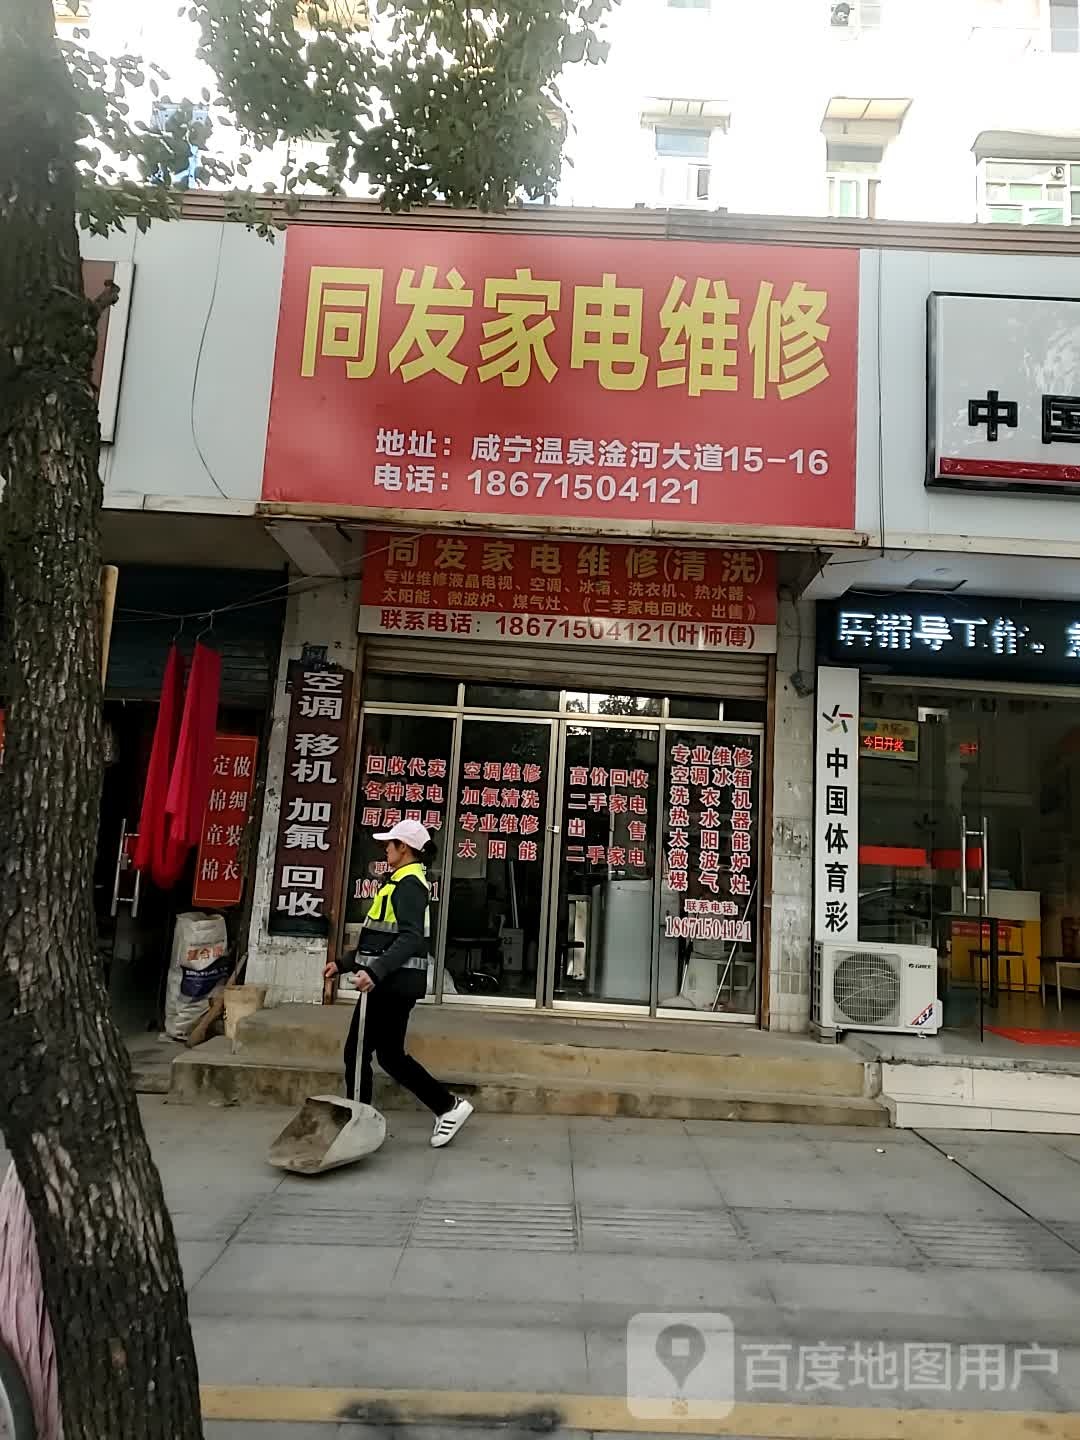 同发家电维修
地址：咸宁温泉淦河大道15-16
电话：18671504121
中国
同发家电维修(清洗)
专业维修液晶电视、空调、冰箱、洗衣机、热水器、
太阳能、微波炉、煤气灶、《二手家电回收、出售》
联系电话：18671504121(叶师傅)
空调 移机 加氟 回收
定做
棉绸
童装
棉衣
回收代卖
各种家电
厨房用具
空调维修
加氟清洗
专业维修
太阳能
高价回收
二手家电
出售
二手家电
专业维修
空调冰箱
洗衣机
热水器
太阳能
微波炉
煤气灶
联系电话:
18671504121
今日开奖
中国体育彩
GREE
百度地图用户